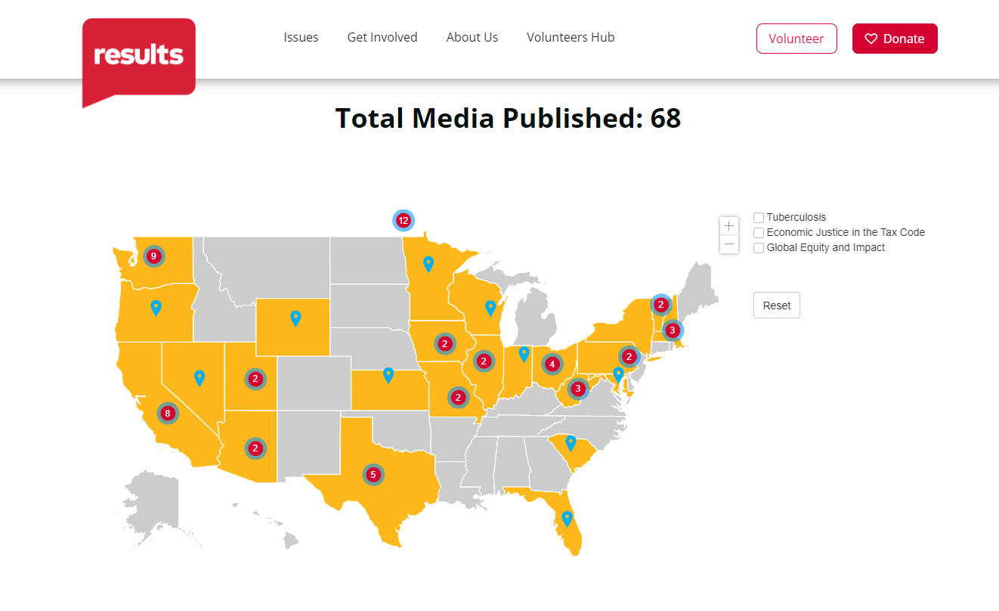 results
Issues
Get Involved
About Us
Volunteers Hub
Volunteer
Donate
Total Media Published: 68
12
9
2
3
2
2
2
4
2
3
2
8
2
5
+
−
Tuberculosis
Economic Justice in the Tax Code
Global Equity and Impact
Reset